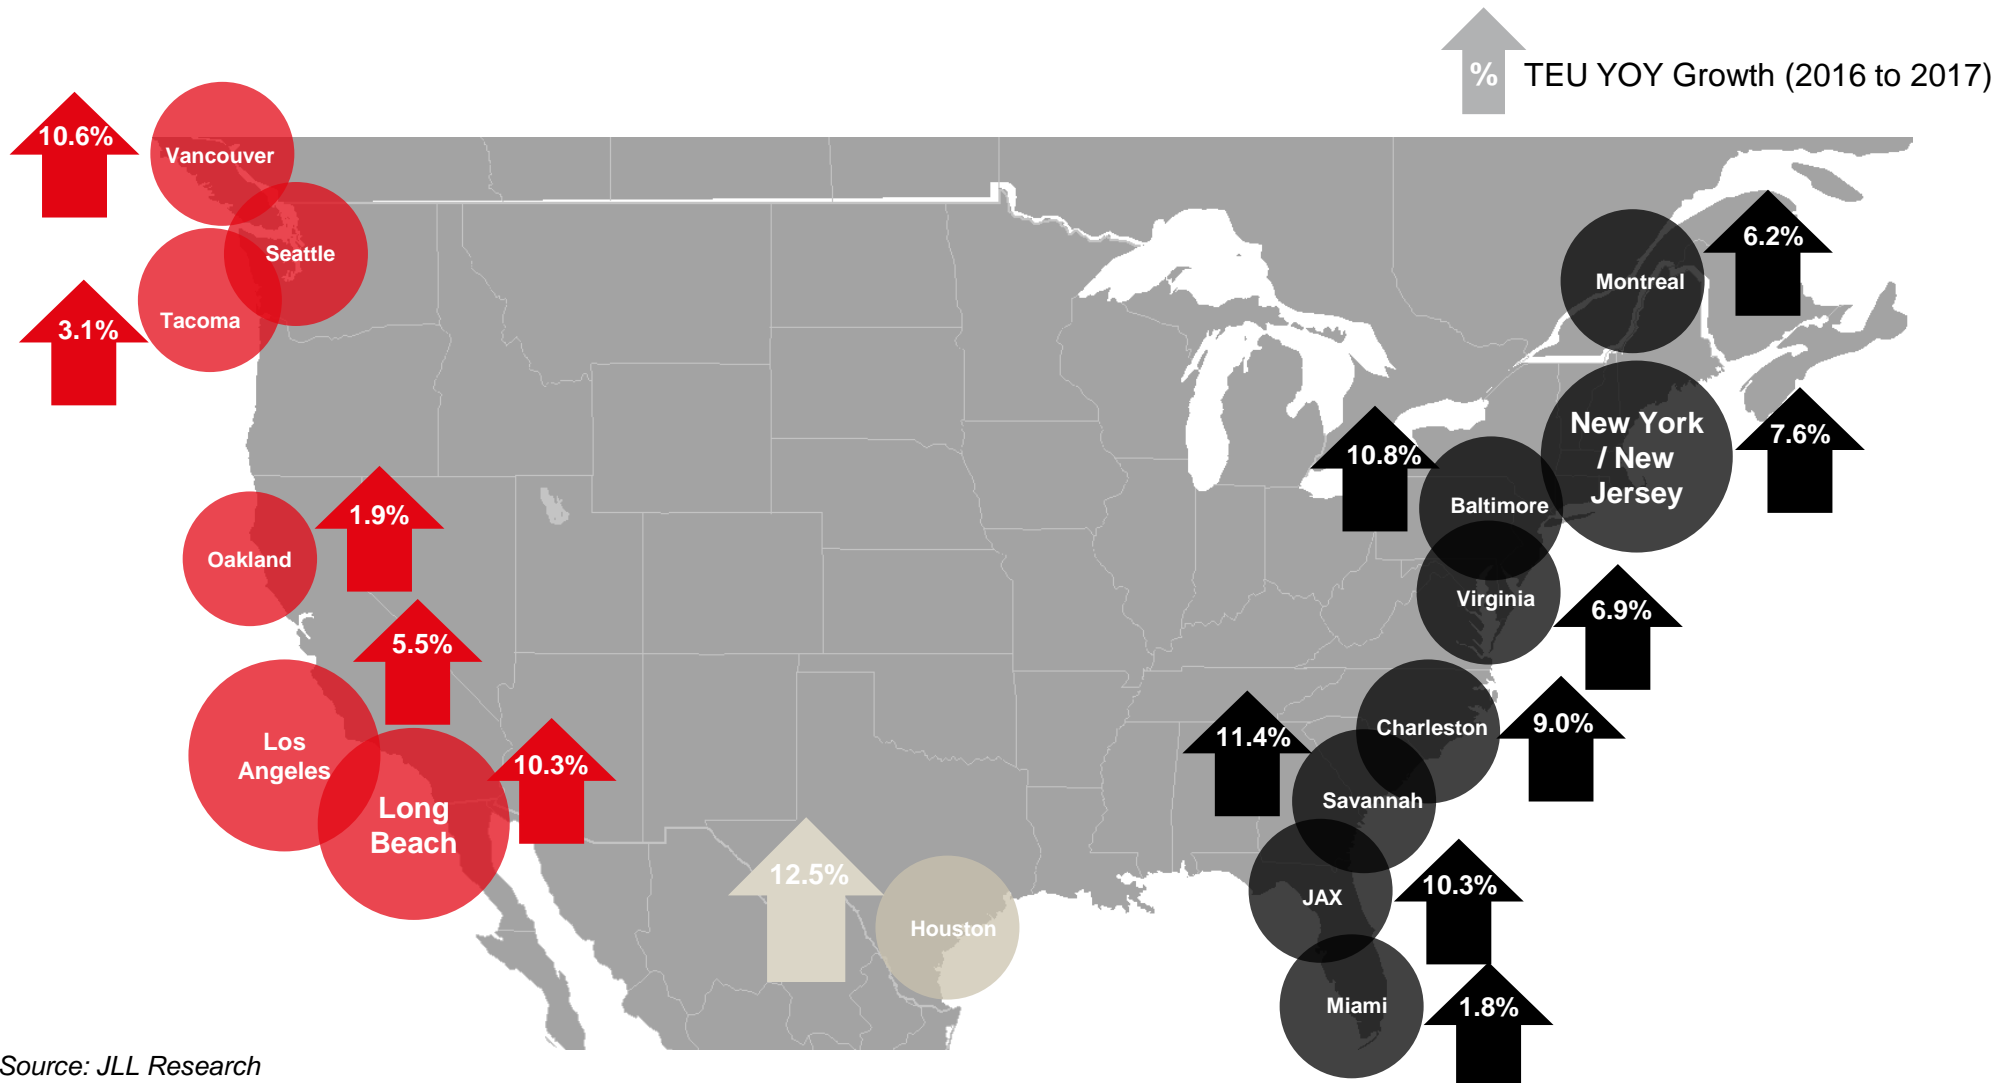 %
TEU YOY Growth (2016 to 2017)
10.6%
Vancouver
Seattle
3.1%
Tacoma
1.9%
Oakland
5.5%
Los
Angeles
10.3%
Long
Beach
12.5%
Houston
6.2%
Montreal
7.6%
New York
/ New
Jersey
10.8%
Baltimore
Virginia
6.9%
Charleston
9.0%
11.4%
Savannah
JAX
10.3%
Miami
1.8%
Source: JLL Research